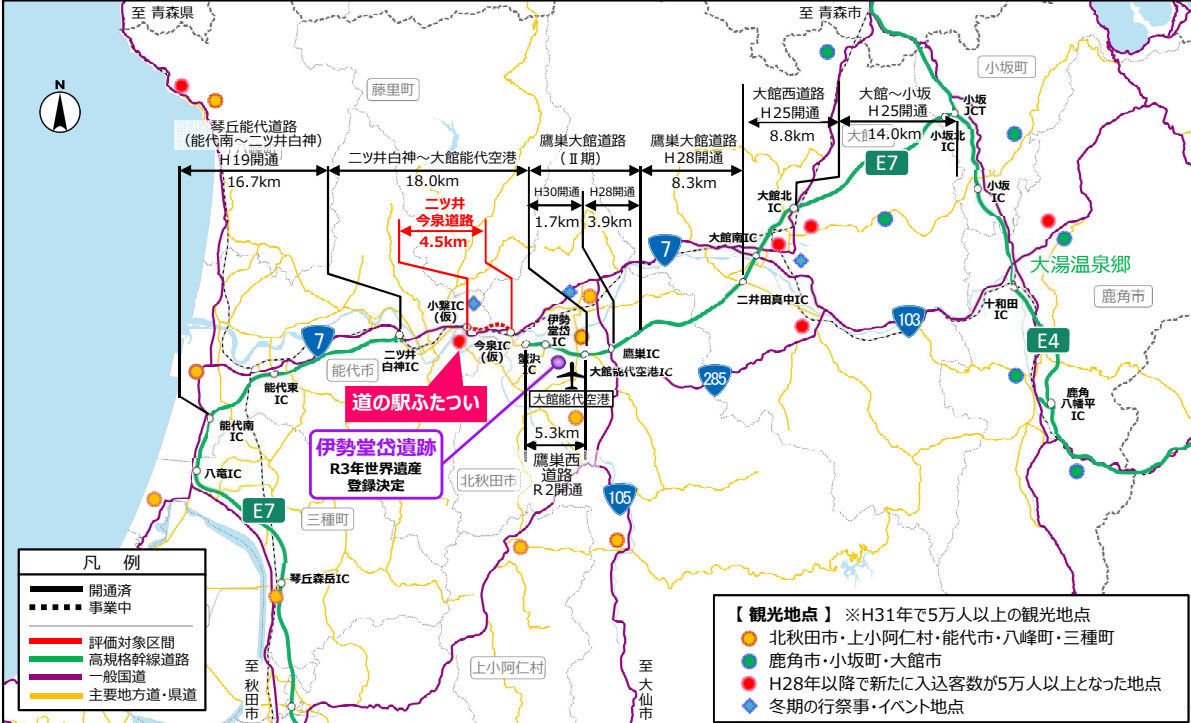 至 青森県
至 青森市
N
藤里町
小坂町
琴丘能代道路
(能代南～二ツ井白神)
H19開通
16.7km
二ツ井白神～大館能代空港
18.0km
鷹巣大館道路
(Ⅱ期)
H30開通
1.7km
H28開通
3.9km
鷹巣大館道路
H28開通
8.3km
大館西道路
H25開通
8.8km
大館～小坂
H25開通
14.0km
二ツ井
今泉道路
4.5km
小坂
JCT
小坂北
IC
E7
小坂
IC
大館北
IC
大館南IC
7
大湯温泉郷
鹿角市
二井田真中IC
十和田
IC
103
E4
小繋IC
(仮)
伊勢
堂岱
IC
7
二ツ井
白神IC
今泉IC
(仮)
蟹沢
IC
鷹巣IC
大館能代空港IC
285
能代市
能代東
IC
道の駅ふたつい
大館能代空港
鹿角
八幡平
IC
能代南
IC
伊勢堂岱遺跡
R3年世界遺産
登録決定
5.3km
鷹巣西
道路
R2開通
八竜IC
北秋田市
105
E7
三種町
凡 例
開通済
事業中
評価対象区間
高規格幹線道路
一般国道
主要地方道・県道
琴丘森岳IC
至 秋田市
上小阿仁村
至 大仙市
【 観光地点 】 ※H31年で5万人以上の観光地点
北秋田市・上小阿仁村・能代市・八峰町・三種町
鹿角市・小坂町・大館市
H28年以降で新たに入込客数が5万人以上となった地点
冬期の行祭事・イベント地点